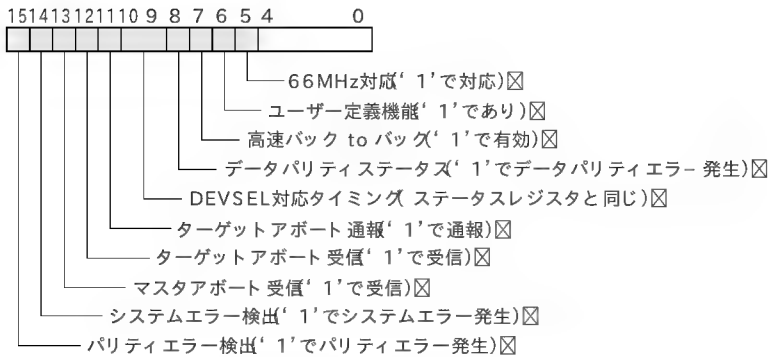 15 14 13 12 11 10 9 8 7 6 5 4 0
66MHz対応(‘1’で対応)
ユーザー定義機能(‘1’であり)
高速バック to バック(‘1’で有効)
データパリティステータス(‘1’でデータパリティエラー発生)
DEVSEL対応タイミング(ステータスレジスタと同じ)
ターゲットアボート通報(‘1’で通報)
ターゲットアボート受信(‘1’で受信)
マスタアボート受信(‘1’で受信)
システムエラー検出(‘1’でシステムエラー発生)
パリティエラー検出(‘1’でパリティエラー発生)